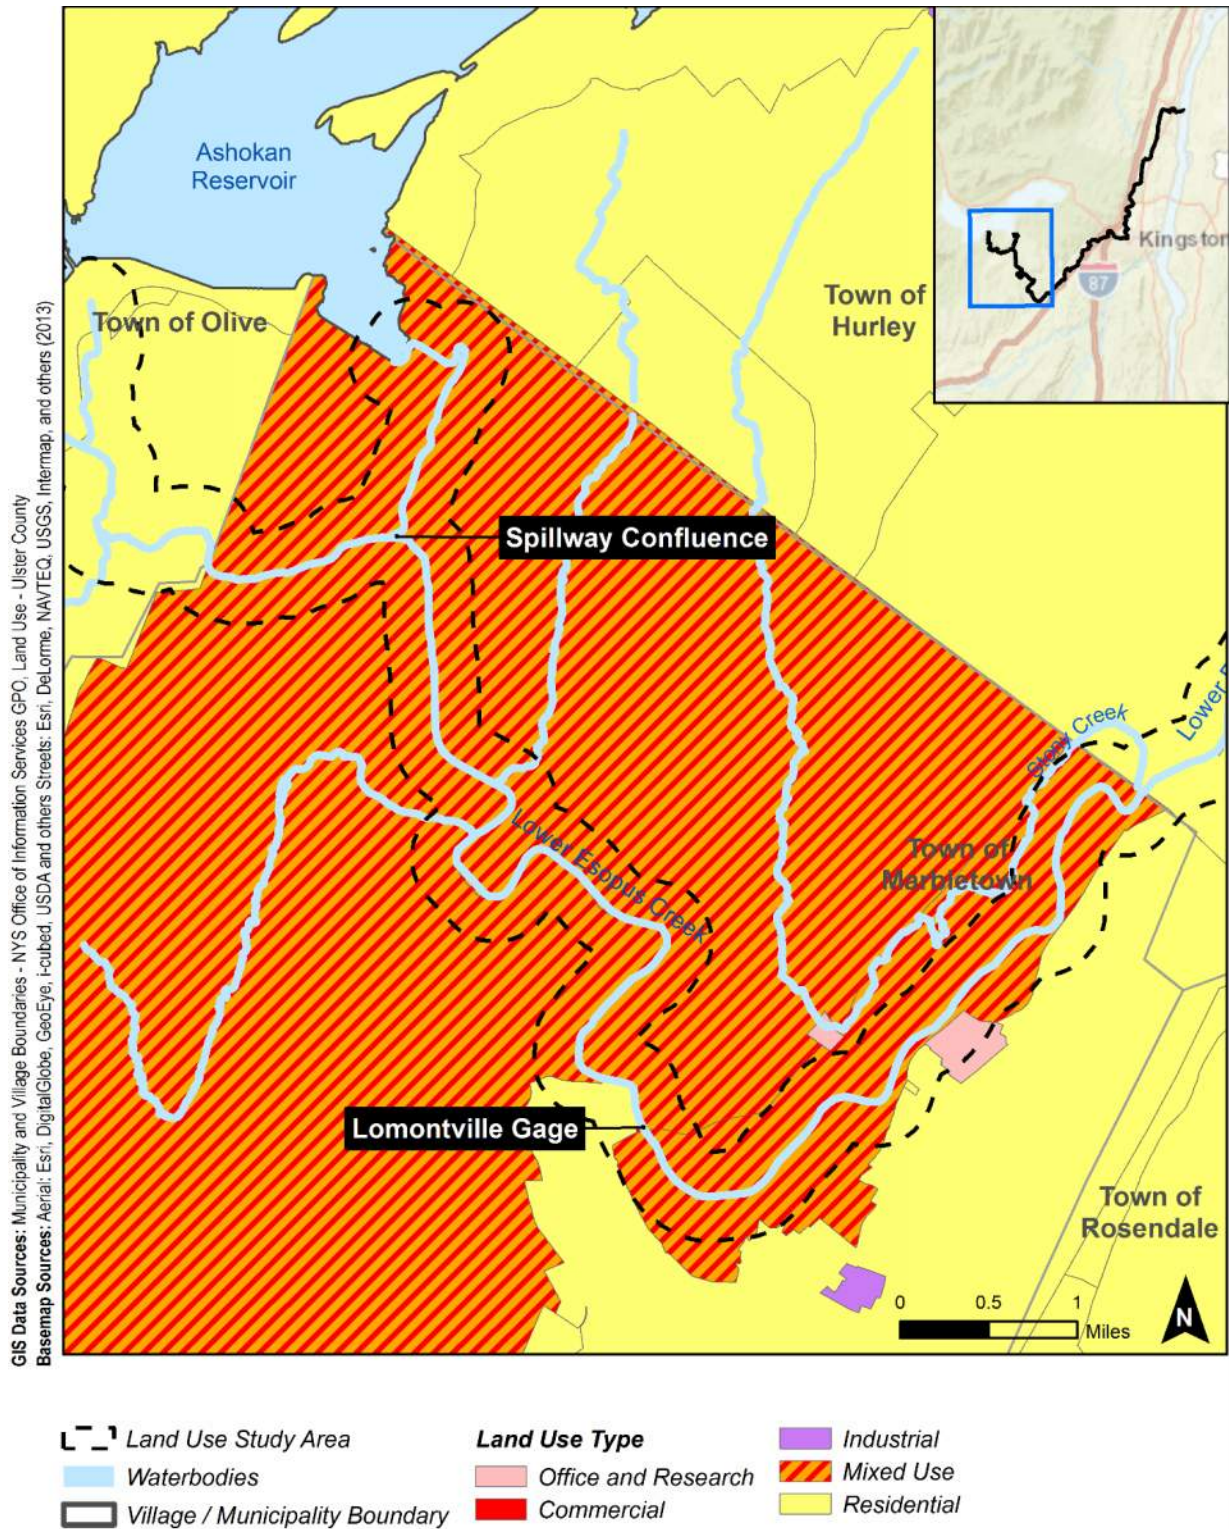 Ashokan
Reservoir
Town of Olive
Town of
Hurley
Kingston
87
Spillway Confluence
Stony Creek
Lower
Lower Esopus Creek
Town of
Marbletown
Lomontville Gage
Town of
Rosendale
0 0.5 1
Miles
N
GIS Data Sources: Municipality and Village Boundaries - NYS Office of Information Services GPO, Land Use - Ulster County
Basemap Sources: Aerial: Esri, DigitalGlobe, GeoEye, i-cubed, USDA and others Streets: Esri, DeLorme, NAVTEQ, USGS, Intermap, and others (2013)
Land Use Study Area
Waterbodies
Village / Municipality Boundary
Land Use Type
Office and Research
Commercial
Industrial
Mixed Use
Residential